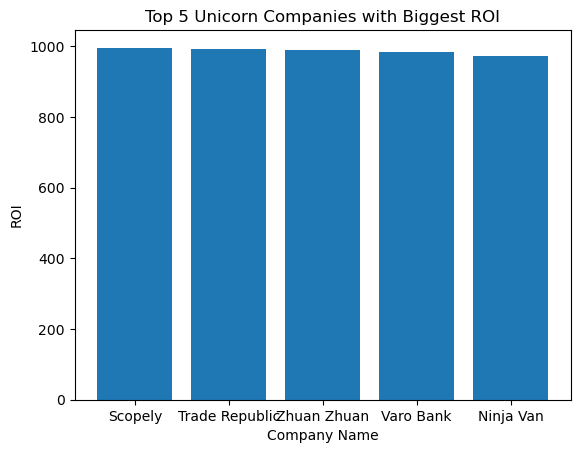 Top 5 Unicorn Companies with Biggest ROI
ROI
1000
800
600
400
200
0
Scopely
Trade Republic
Zhuan Zhuan
Varo Bank
Ninja Van
Company Name